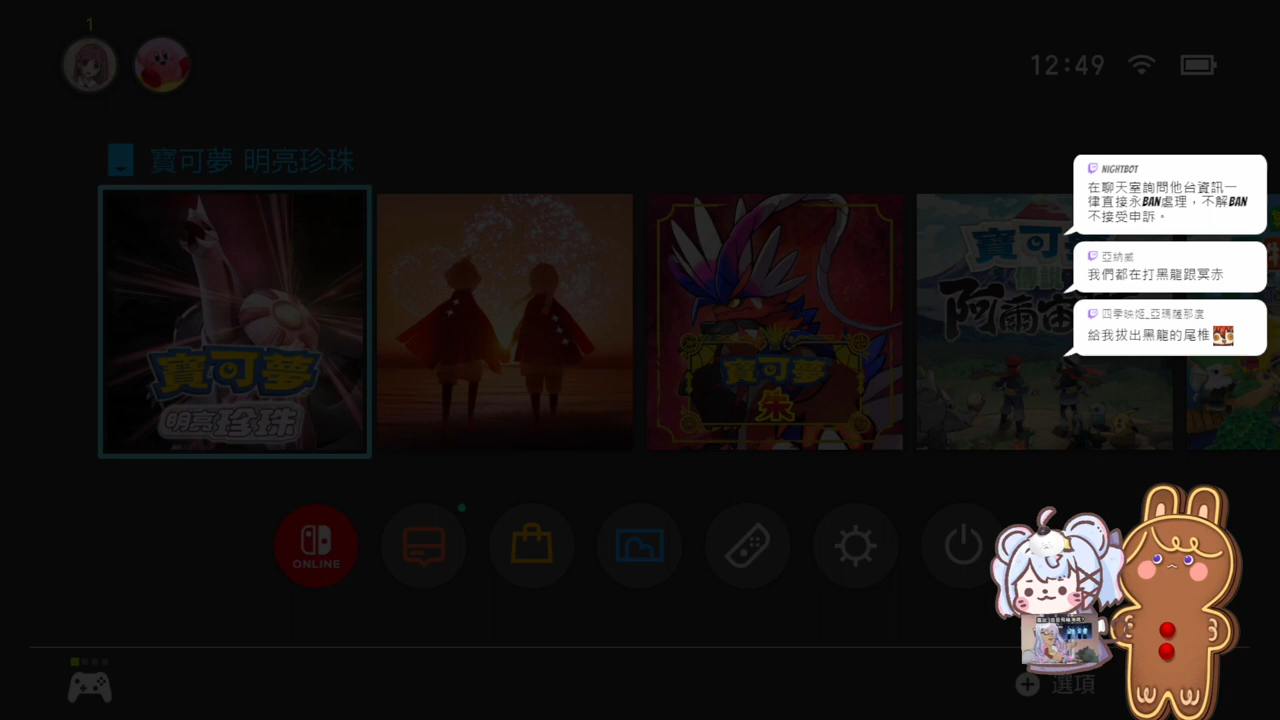 1
12:49
寶可夢 明亮珍珠
寶可夢
明亮珍珠
寶可夢
朱
寶可
阿爾宙
NIGHTBOT
在聊天室詢問他台資訊一
律直接永BAN處理，不解BAN
不接受申訴。
亞納威
我們都在打黑龍跟冥赤
四季映姬_亞瑪薩那度
給我拔出黑龍的尾椎
ONLINE
選項